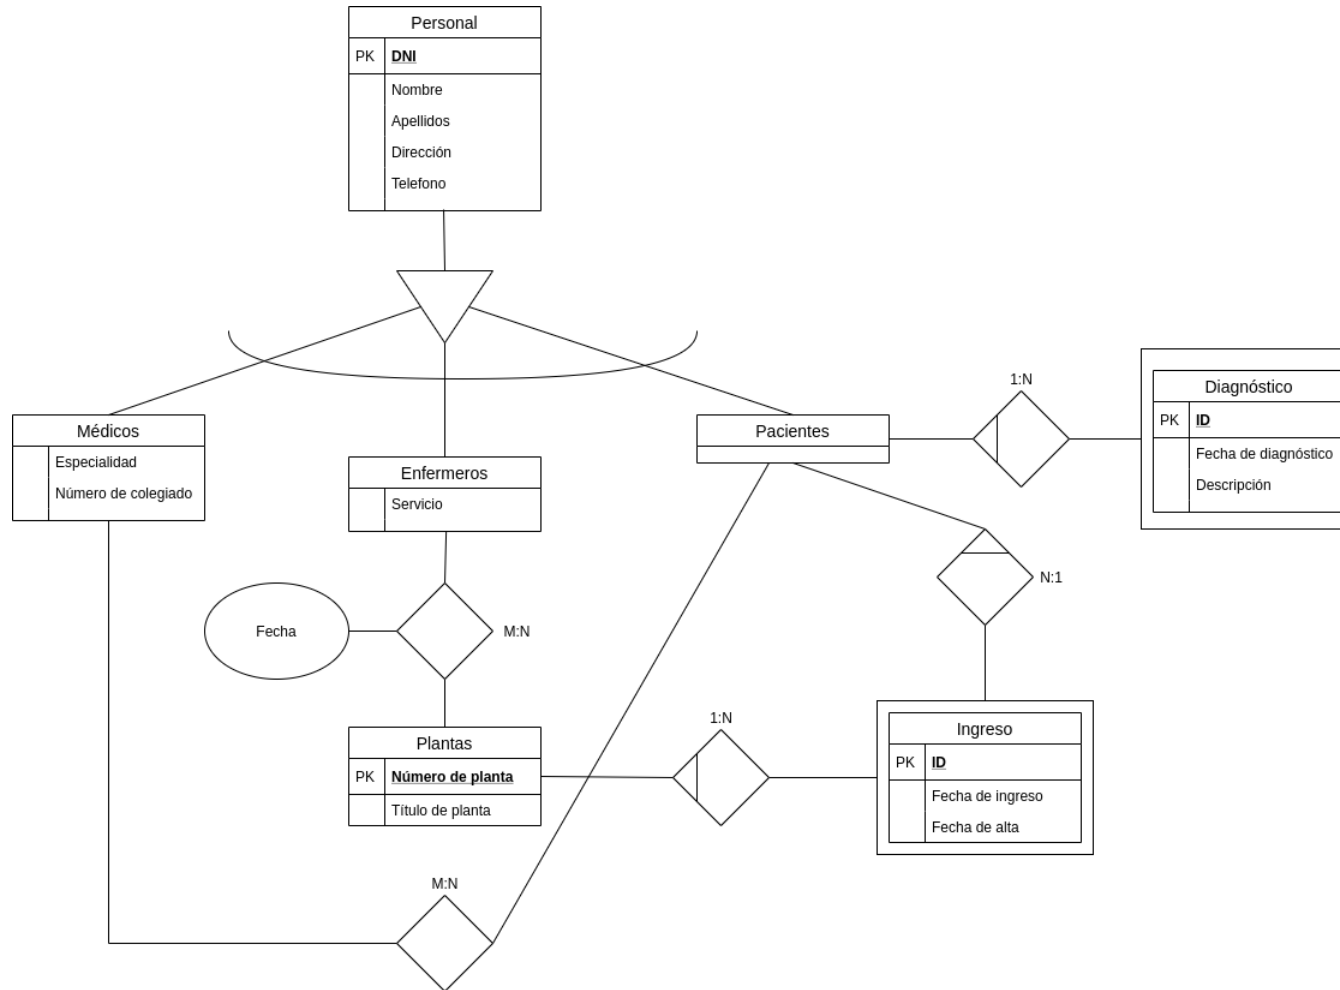 Personal
PK DNI
Nombre
Apellidos
Dirección
Telefono
Médicos
Especialidad
Número de colegiado
Enfermeros
Servicio
Pacientes
1:N
Diagnóstico
PK ID
Fecha de diagnóstico
Descripción
Fecha
M:N
N:1
Plantas
PK Número de planta
Título de planta
1:N
Ingreso
PK ID
Fecha de ingreso
Fecha de alta
M:N